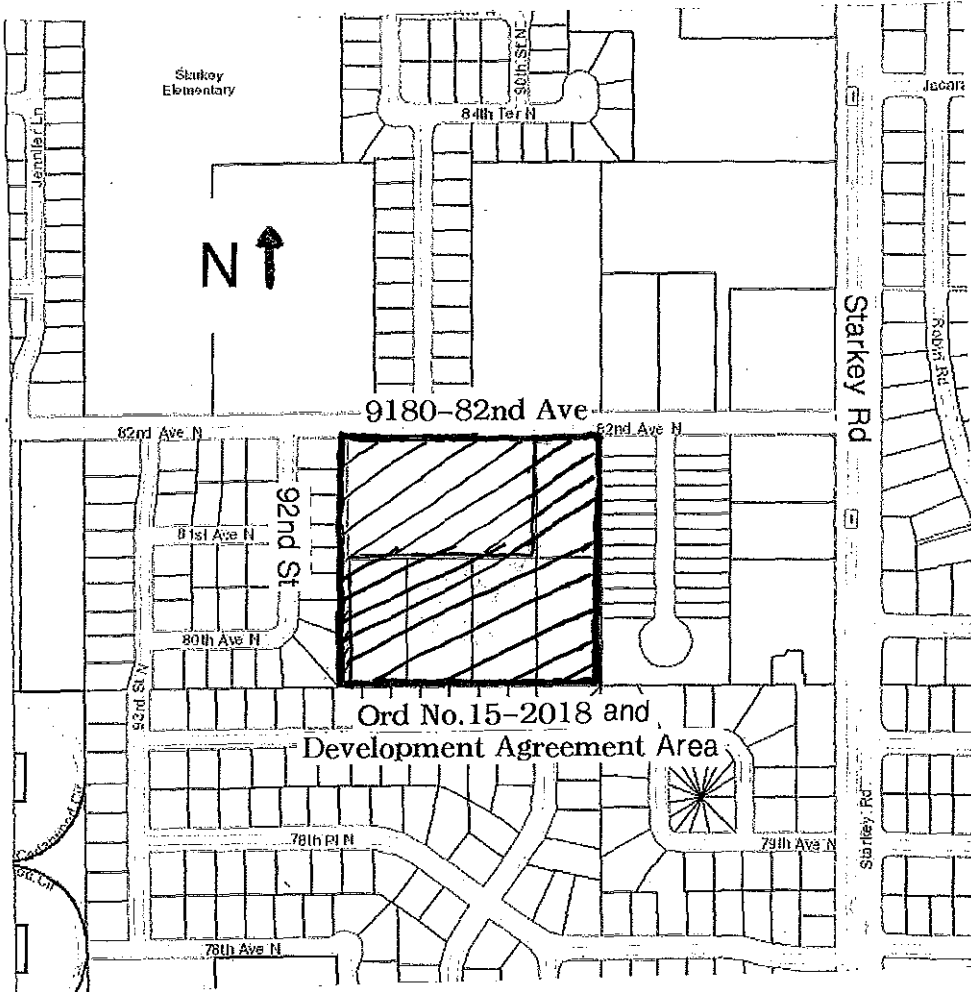 90th St N
Starkey
Elementary
84th Ter N
Jennifer Ln
N
Starkey Rd
Robin Rd
9180-82nd Ave
82nd Ave N
82nd Ave N
92nd St
81st Ave N
80th Ave N
93rd St N
Ord No.15-2018 and
Development Agreement Area
78th Pl N
79th Ave N
Starkey Rd
78th Ave N